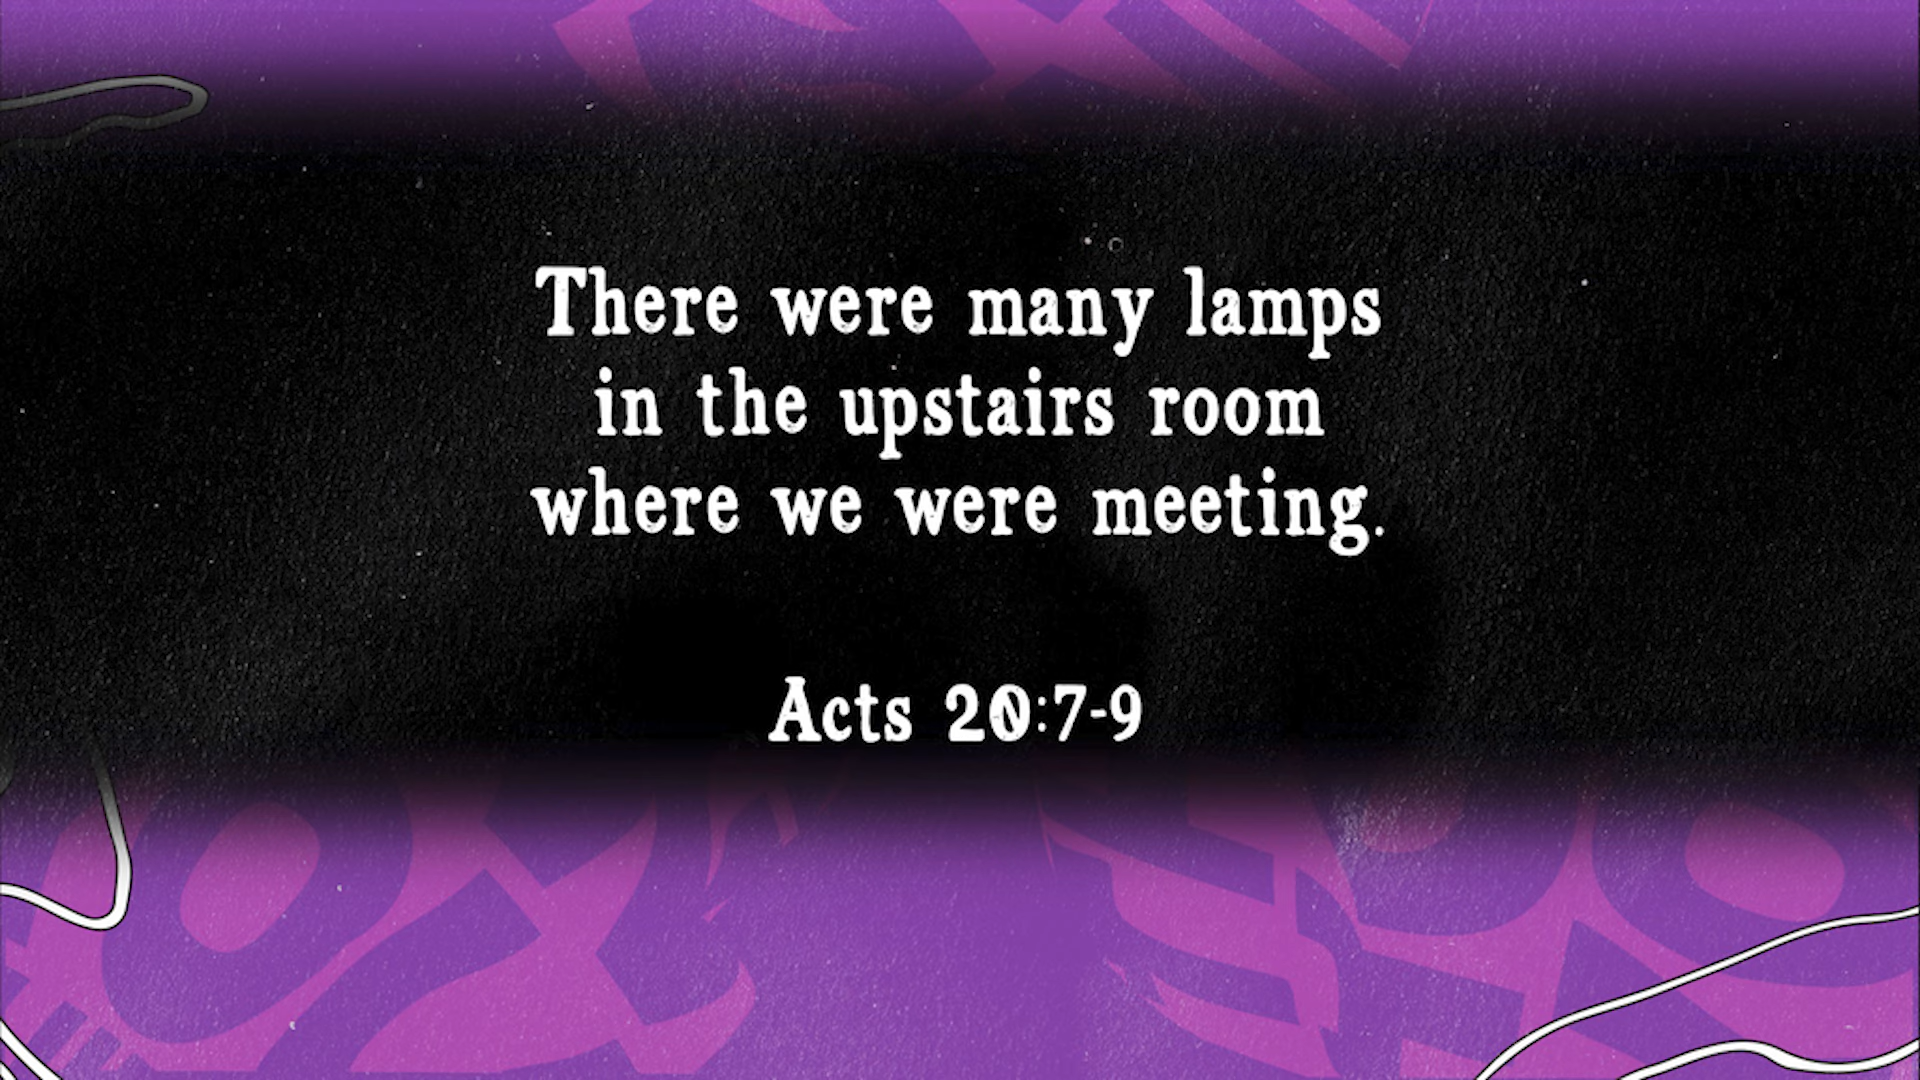 There were many lamps
in the upstairs room
where we were meeting.
Acts 20:7-9